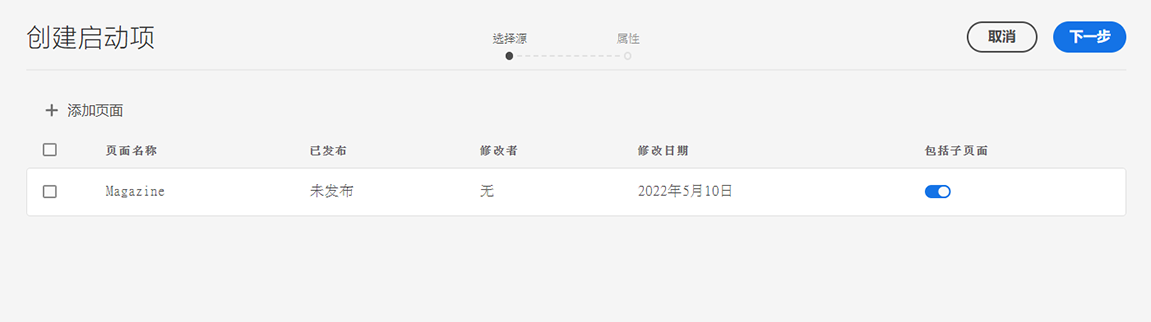 创建启动项
选择源 属性
取消 下一步
添加页面
页面名称 已发布 修改者 修改日期 包括子页面
Magazine 未发布 无 2022年5月10日